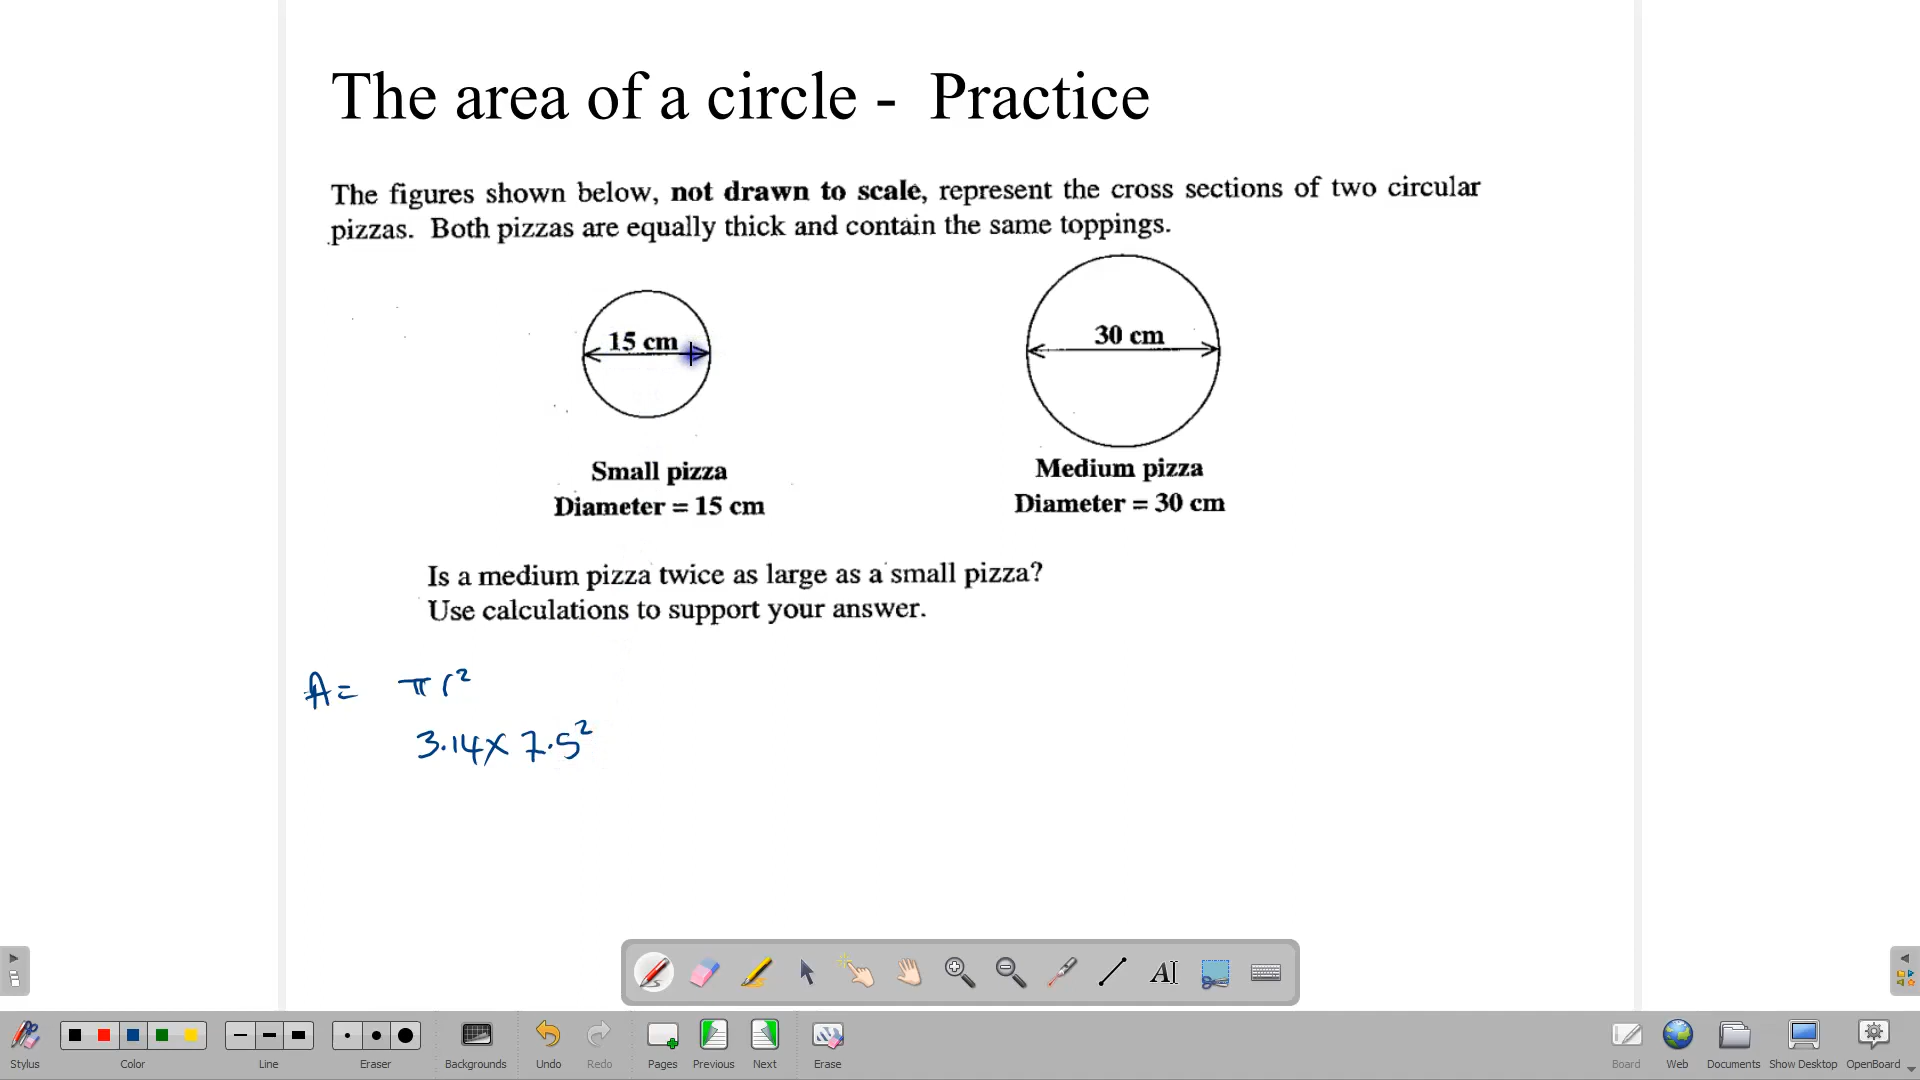 The area of a circle - Practice
The figures shown below, not drawn to scale, represent the cross sections of two circular
pizzas. Both pizzas are equally thick and contain the same toppings.
15 cm
30 cm
Small pizza
Diameter = 15 cm
Medium pizza
Diameter = 30 cm
Is a medium pizza twice as large as a small pizza?
Use calculations to support your answer.
A = πr²
3.14 x 7.5²
AI
Stylus
Color
Line
Eraser
Backgrounds
Undo
Redo
Pages
Previous
Next
Erase
Board
Web
Documents
Show Desktop
OpenBoard